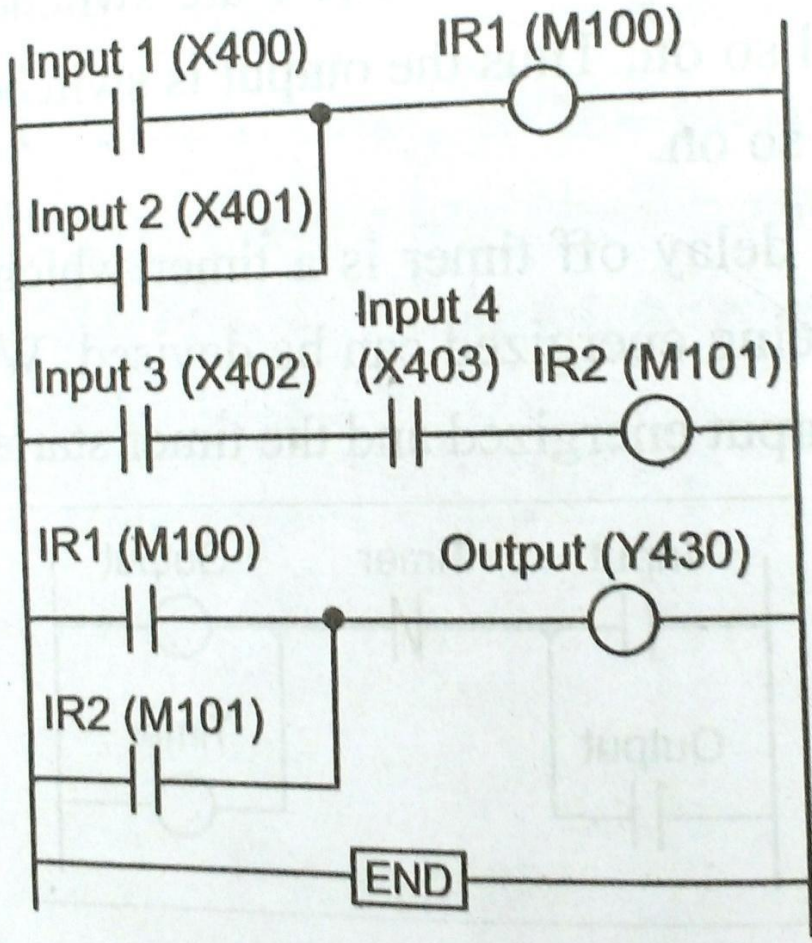 Input 1 (X400) IR1 (M100)
Input 2 (X401)
Input 4
Input 3 (X402) (X403) IR2 (M101)
IR1 (M100) Output (Y430)
IR2 (M101)
END